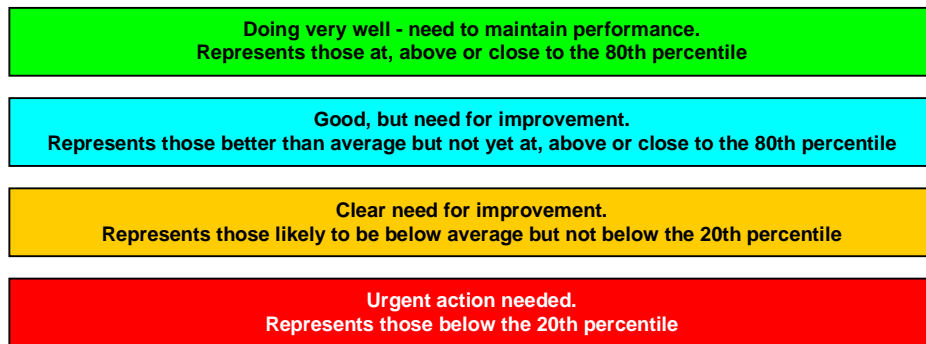 Doing very well - need to maintain performance.
Represents those at, above or close to the 80th percentile
Good, but need for improvement.
Represents those better than average but not yet at, above or close to the 80th percentile
Clear need for improvement.
Represents those likely to be below average but not below the 20th percentile
Urgent action needed.
Represents those below the 20th percentile